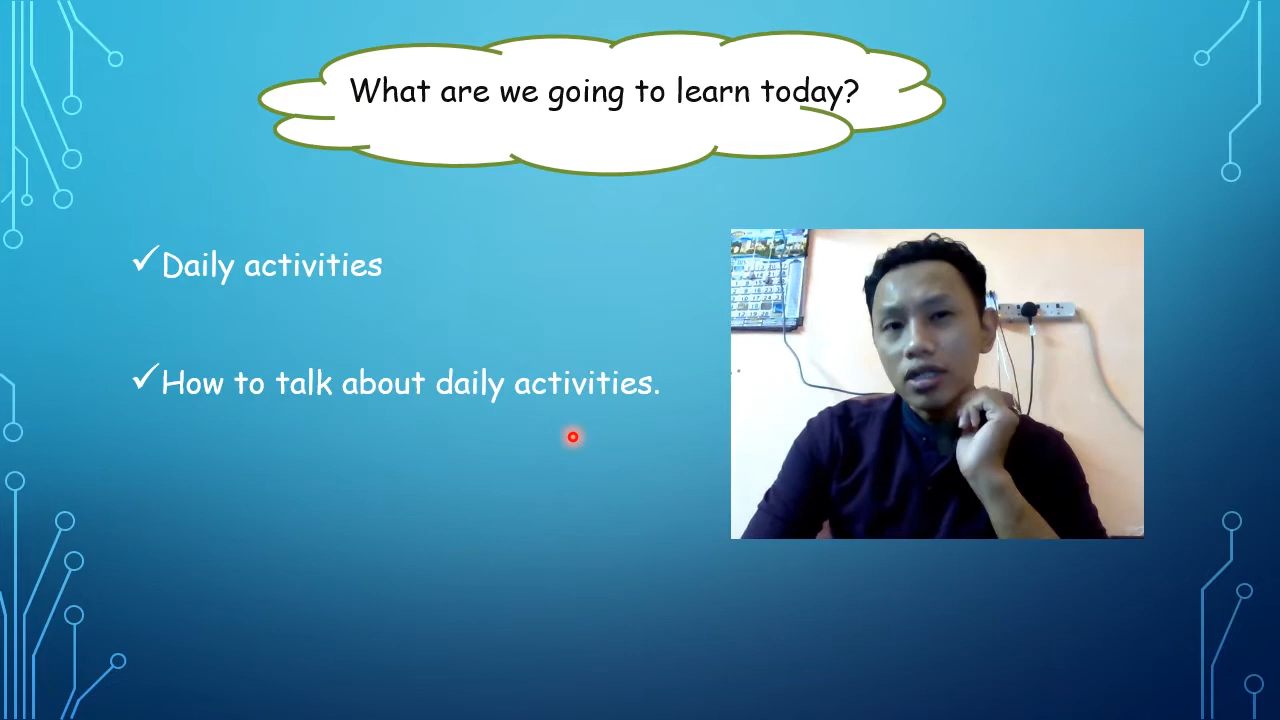 What are we going to learn today?
Daily activities
How to talk about daily activities.